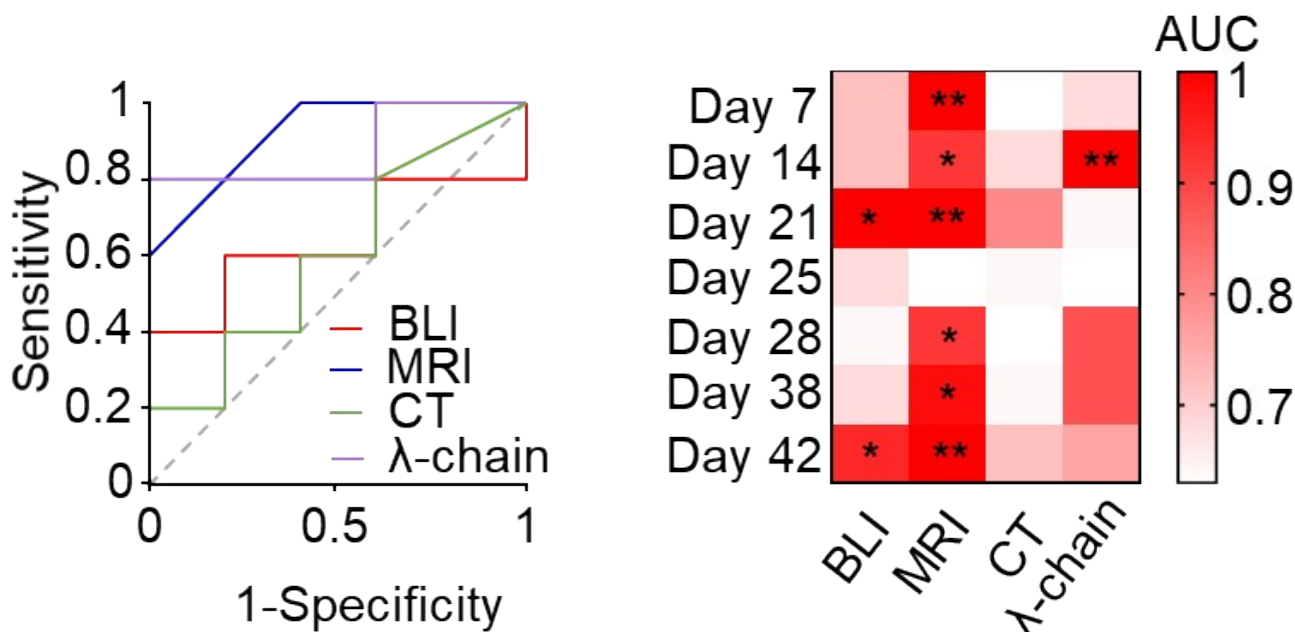 1
0.8
0.6
0.4
0.2
0
Sensitivity
0
0.5
1
1-Specificity
BLI
MRI
CT
λ-chain
Day 7
Day 14
Day 21
Day 25
Day 28
Day 38
Day 42
**
*
**
*
**
*
*
*
**
BLI
MRI
CT
λ-chain
AUC
1
0.9
0.8
0.7